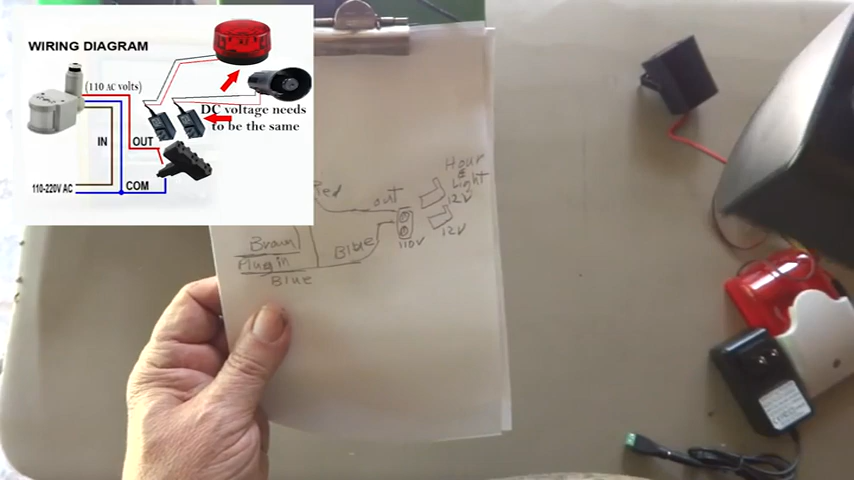 WIRING DIAGRAM
(110 AC volts)
DC voltage needs
to be the same
IN
OUT
110-220V AC
COM
Hour
&
Light
12V
Red
out
12V
110V
Brown
Blue
Plug in
Blue